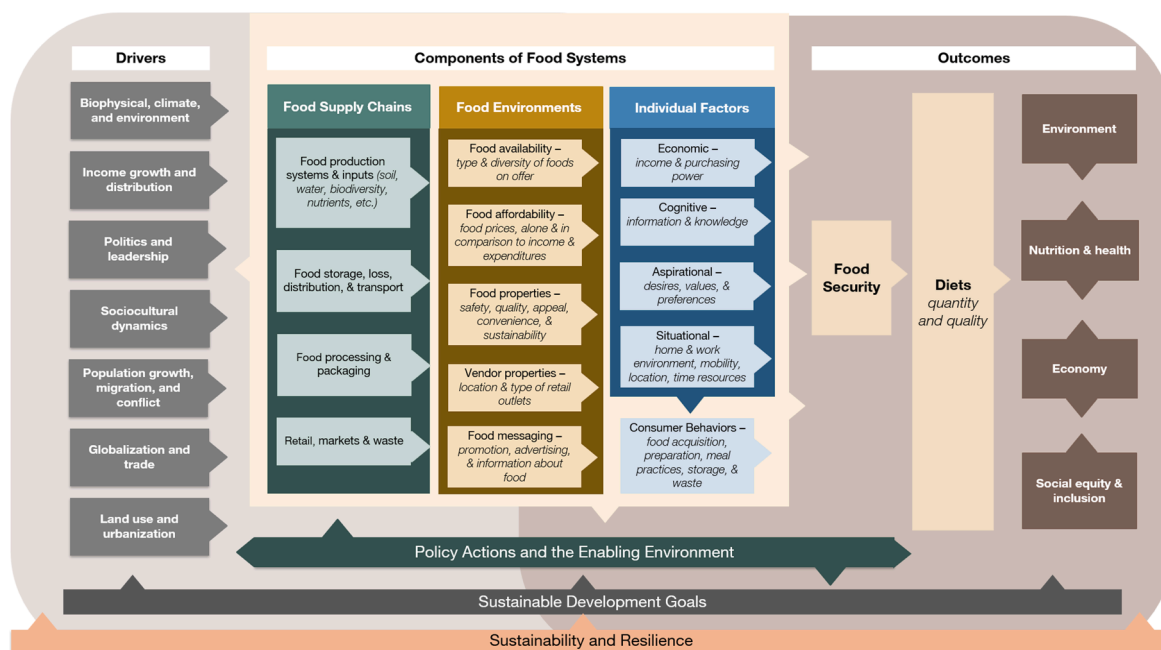 Drivers
Biophysical, climate,
and environment
Income growth and
distribution
Politics and
leadership
Sociocultural
dynamics
Population growth,
migration, and
conflict
Globalization and
trade
Land use and
urbanization
Components of Food Systems
Food Supply Chains
Food production
systems & inputs (soil,
water, biodiversity,
nutrients, etc.)
Food storage, loss,
distribution, & transport
Food processing &
packaging
Retail, markets & waste
Food Environments
Food availability –
type & diversity of foods
on offer
Food affordability –
food prices, alone & in
comparison to income &
expenditures
Food properties –
safety, quality, appeal,
convenience, &
sustainability
Vendor properties –
location & type of retail
outlets
Food messaging –
promotion, advertising,
& information about
food
Individual Factors
Economic –
income & purchasing
power
Cognitive –
information & knowledge
Aspirational –
desires, values, &
preferences
Situational –
home & work
environment, mobility,
location, time resources
Consumer Behaviors –
food acquisition,
preparation, meal
practices, storage, &
waste
Outcomes
Food
Security
Diets
quantity
and quality
Environment
Nutrition & health
Economy
Social equity &
inclusion
Policy Actions and the Enabling Environment
Sustainable Development Goals
Sustainability and Resilience